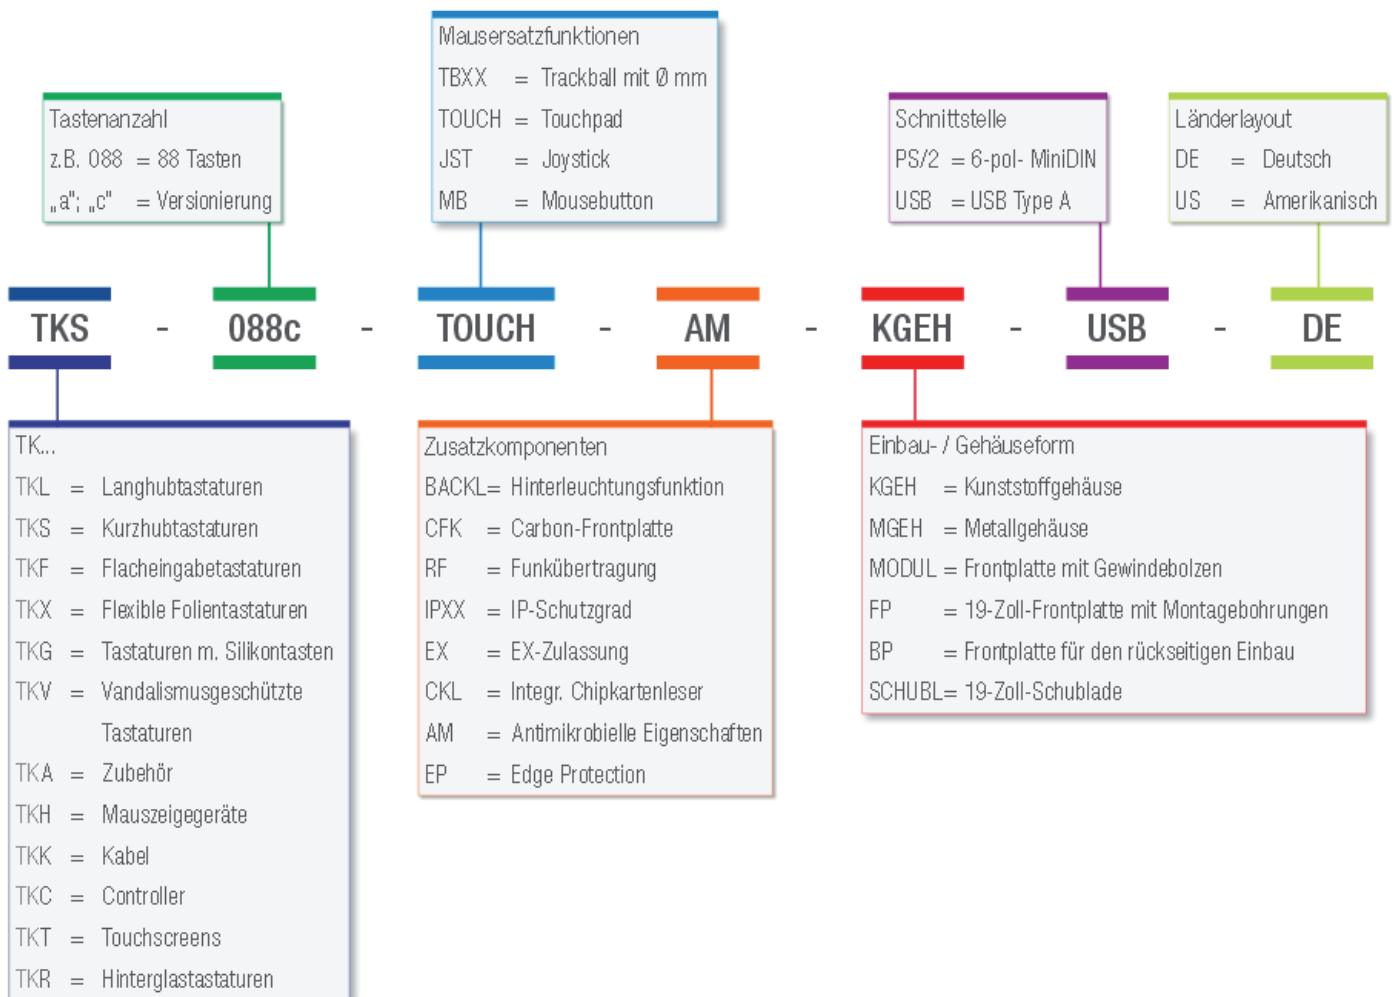 Mausersatzfunktionen
TBXX = Trackball mit Ø mm
TOUCH = Touchpad
JST = Joystick
MB = Mousebutton
Tastenanzahl
z.B. 088 = 88 Tasten
„a"; „c" = Versionierung
Schnittstelle
PS/2 = 6-pol- MiniDIN
USB = USB Type A
Länderlayout
DE = Deutsch
US = Amerikanisch
TKS - 088c - TOUCH - AM - KGEH - USB - DE
TK...
TKL = Langhubtastaturen
TKS = Kurzhubtastaturen
TKF = Flacheingabetastaturen
TKX = Flexible Folientastaturen
TKG = Tastaturen m. Silikontasten
TKV = Vandalismusgeschützte
Tastaturen
TKA = Zubehör
TKH = Mauszeigegeräte
TKK = Kabel
TKC = Controller
TKT = Touchscreens
TKR = Hinterglastastaturen
Zusatzkomponenten
BACKL= Hinterleuchtungsfunktion
CFK = Carbon-Frontplatte
RF = Funkübertragung
IPXX = IP-Schutzgrad
EX = EX-Zulassung
CKL = Integr. Chipkartenleser
AM = Antimikrobielle Eigenschaften
EP = Edge Protection
Einbau- / Gehäuseform
KGEH = Kunststoffgehäuse
MGEH = Metallgehäuse
MODUL = Frontplatte mit Gewindebolzen
FP = 19-Zoll-Frontplatte mit Montagebohrungen
BP = Frontplatte für den rückseitigen Einbau
SCHUBL= 19-Zoll-Schublade